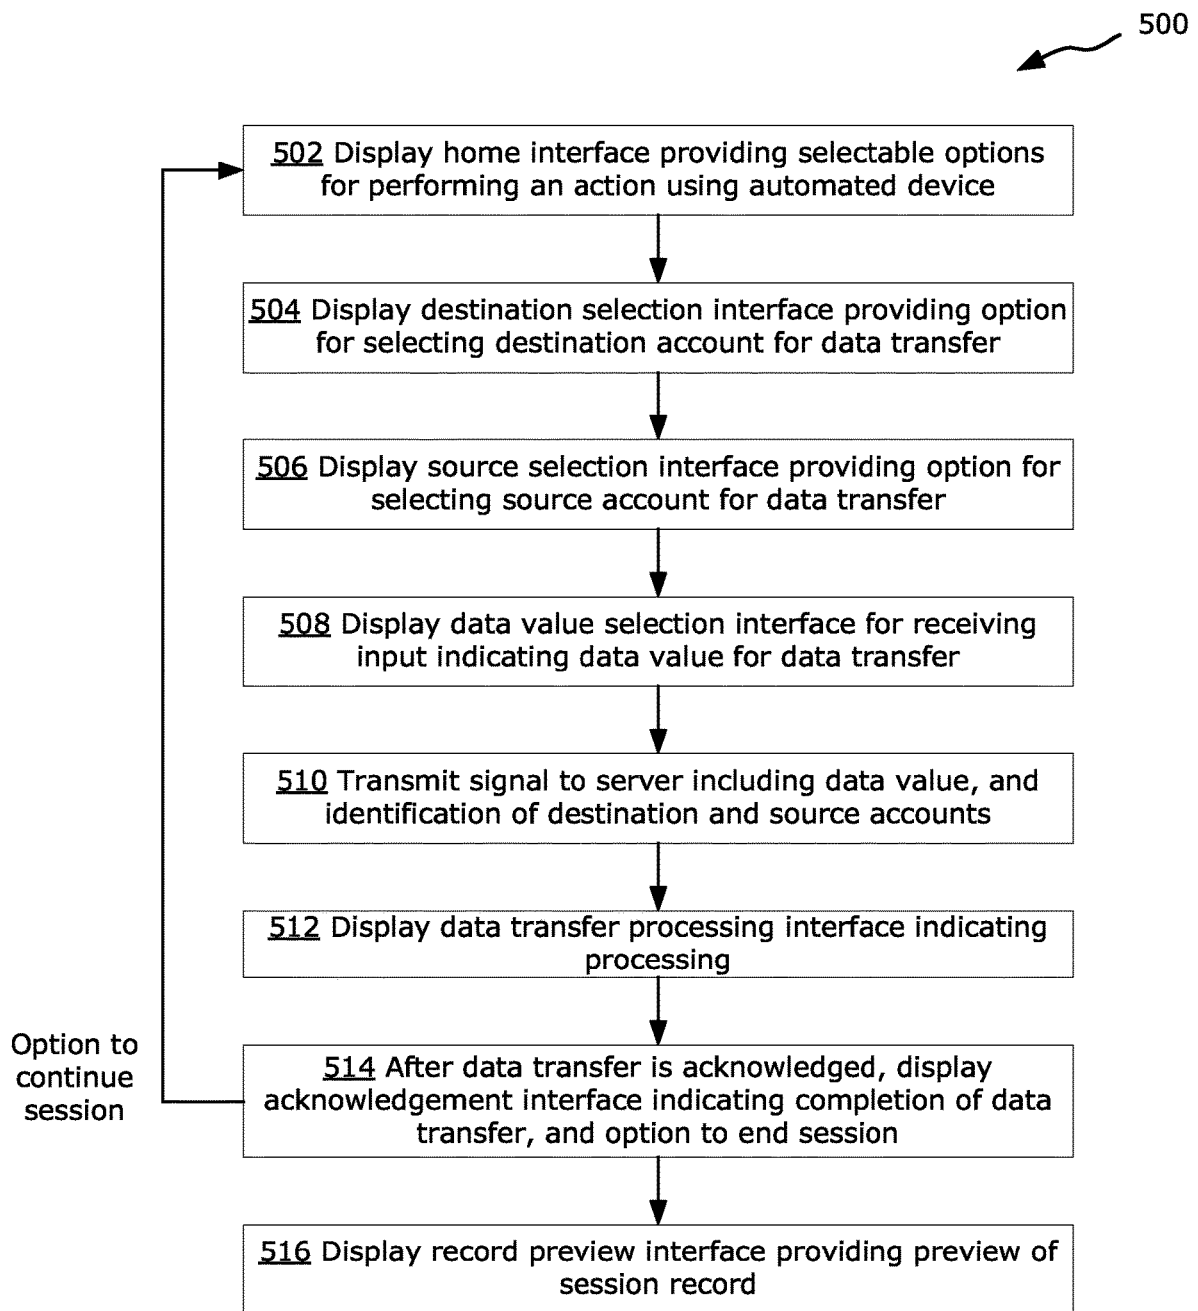 500
502 Display home interface providing selectable options
for performing an action using automated device
504 Display destination selection interface providing option
for selecting destination account for data transfer
506 Display source selection interface providing option for
selecting source account for data transfer
508 Display data value selection interface for receiving
input indicating data value for data transfer
510 Transmit signal to server including data value, and
identification of destination and source accounts
512 Display data transfer processing interface indicating
processing
Option to
continue
session
514 After data transfer is acknowledged, display
acknowledgement interface indicating completion of data
transfer, and option to end session
516 Display record preview interface providing preview of
session record